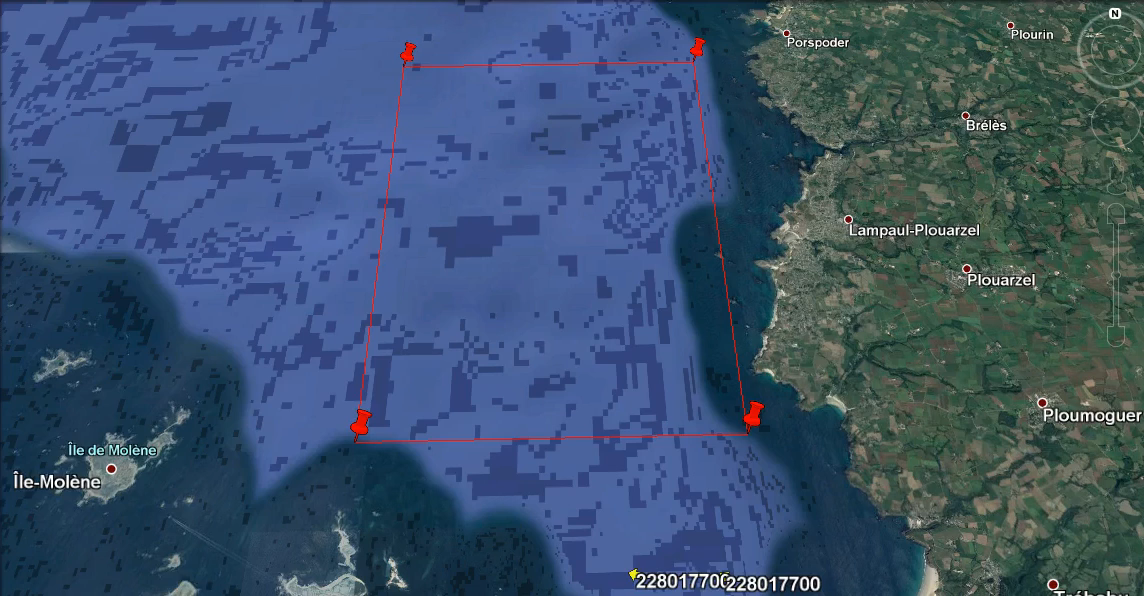 N
Porspoder
Plourin
Brélès
Lampaul-Plouarzel
Plouarzel
Ploumoguer
Île de Molène
Île-Molène
228017700
228017700